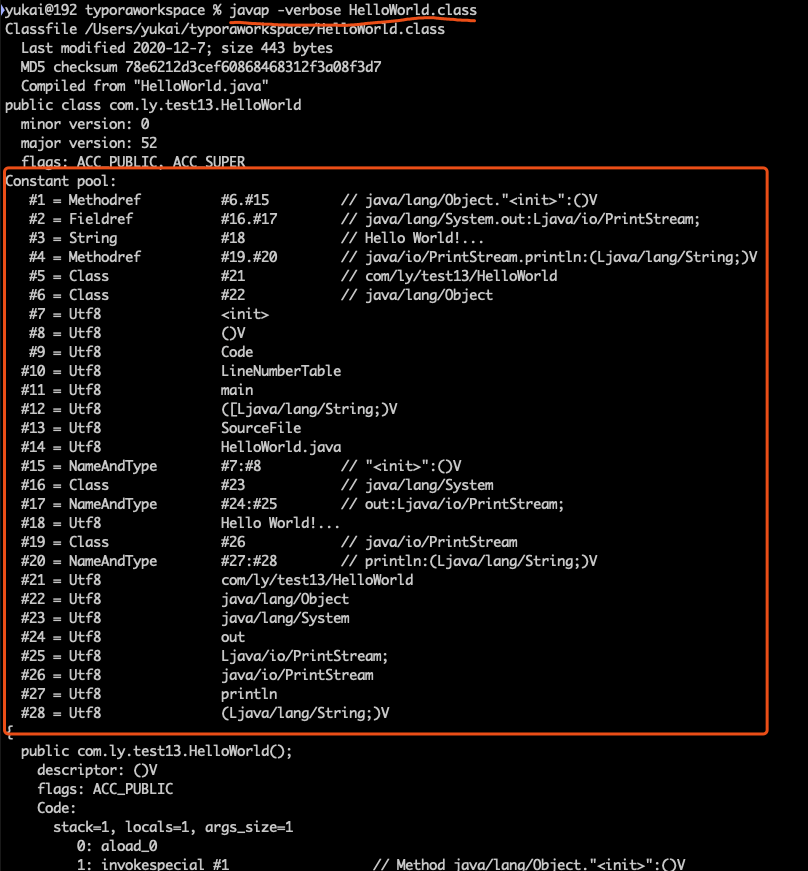 yukai@192 typoraworkspace % javap -verbose HelloWorld.class
Classfile /Users/yukai/typoraworkspace/HelloWorld.class
  Last modified 2020-12-7; size 443 bytes
  MD5 checksum 78e6212d3cef60868468312f3a08f3d7
  Compiled from "HelloWorld.java"
public class com.ly.test13.HelloWorld
  minor version: 0
  major version: 52
  flags: ACC_PUBLIC, ACC_SUPER
Constant pool:
   #1 = Methodref          #6.#15         // java/lang/Object."<init>":()V
   #2 = Fieldref           #16.#17        // java/lang/System.out:Ljava/io/PrintStream;
   #3 = String             #18            // Hello World!...
   #4 = Methodref          #19.#20        // java/io/PrintStream.println:(Ljava/lang/String;)V
   #5 = Class              #21            // com/ly/test13/HelloWorld
   #6 = Class              #22            // java/lang/Object
   #7 = Utf8               <init>
   #8 = Utf8               ()V
   #9 = Utf8               Code
  #10 = Utf8               LineNumberTable
  #11 = Utf8               main
  #12 = Utf8               ([Ljava/lang/String;)V
  #13 = Utf8               SourceFile
  #14 = Utf8               HelloWorld.java
  #15 = NameAndType        #7:#8          // "<init>":()V
  #16 = Class              #23            // java/lang/System
  #17 = NameAndType        #24:#25        // out:Ljava/io/PrintStream;
  #18 = Utf8               Hello World!...
  #19 = Class              #26            // java/io/PrintStream
  #20 = NameAndType        #27:#28        // println:(Ljava/lang/String;)V
  #21 = Utf8               com/ly/test13/HelloWorld
  #22 = Utf8               java/lang/Object
  #23 = Utf8               java/lang/System
  #24 = Utf8               out
  #25 = Utf8               Ljava/io/PrintStream;
  #26 = Utf8               java/io/PrintStream
  #27 = Utf8               println
  #28 = Utf8               (Ljava/lang/String;)V
{
  public com.ly.test13.HelloWorld();
    descriptor: ()V
    flags: ACC_PUBLIC
    Code:
      stack=1, locals=1, args_size=1
         0: aload_0
         1: invokespecial #1                  // Method java/lang/Object."<init>":()V